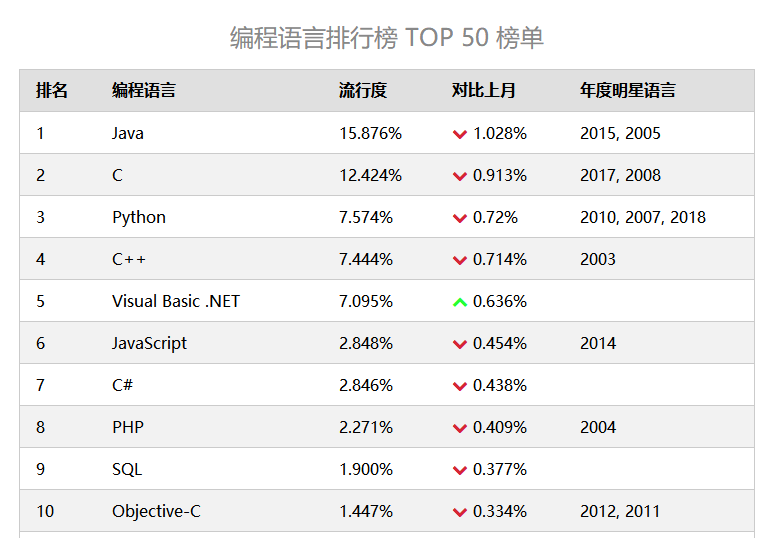 编程语言排行榜 TOP 50 榜单
排名 编程语言 流行度 对比上月 年度明星语言
1 Java 15.876% 1.028% 2015, 2005
2 C 12.424% 0.913% 2017, 2008
3 Python 7.574% 0.72% 2010, 2007, 2018
4 C++ 7.444% 0.714% 2003
5 Visual Basic .NET 7.095% 0.636%
6 JavaScript 2.848% 0.454% 2014
7 C# 2.846% 0.438%
8 PHP 2.271% 0.409% 2004
9 SQL 1.900% 0.377%
10 Objective-C 1.447% 0.334% 2012, 2011